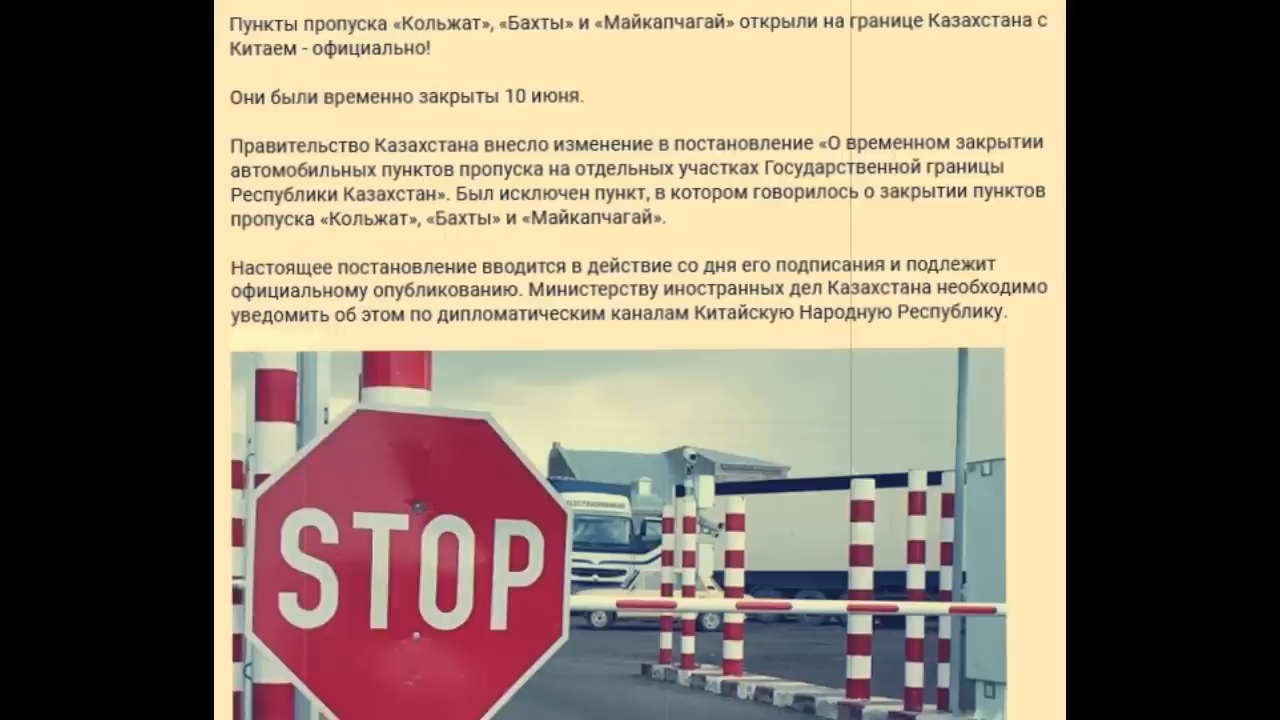 Пункты пропуска «Кольжат», «Бахты» и «Майкапчагай» открыли на границе Казахстана с
Китаем - официально!
Они были временно закрыты 10 июня.
Правительство Казахстана внесло изменение в постановление «О временном закрытии
автомобильных пунктов пропуска на отдельных участках Государственной границы
Республики Казахстан». Был исключен пункт, в котором говорилось о закрытии пунктов
пропуска «Кольжат», «Бахты» и «Майкапчагай».
Настоящее постановление вводится в действие со дня его подписания и подлежит
официальному опубликованию. Министерству иностранных дел Казахстана необходимо
уведомить об этом по дипломатическим каналам Китайскую Народную Республику.
STOP